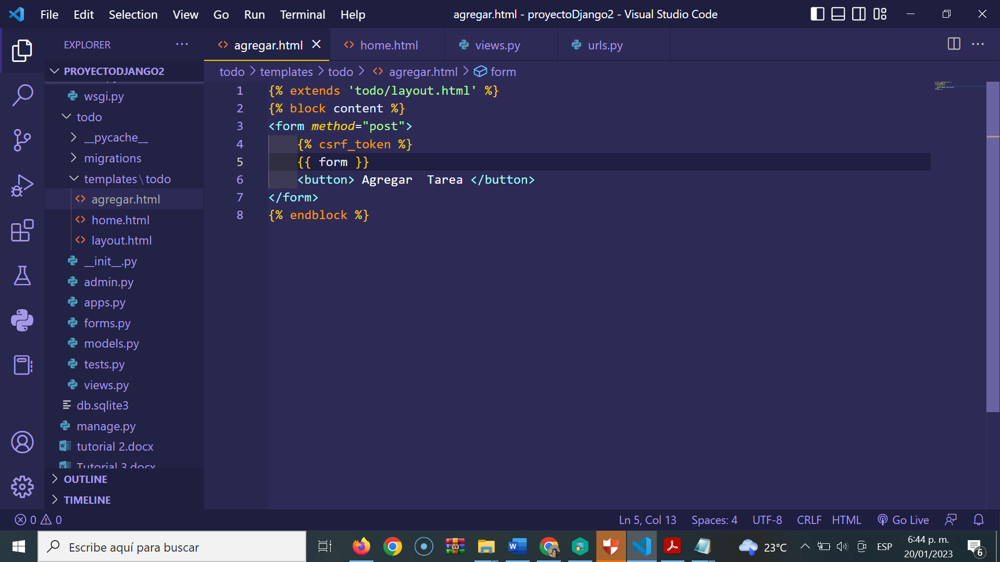 File Edit Selection View Go Run Terminal Help
agregar.html - proyectoDjango2 - Visual Studio Code
EXPLORER
agregar.html
home.html
views.py
urls.py
PROYECTODJANGO2
todo > templates > todo > agregar.html > form
wsgi.py
todo
__pycache__
migrations
templates\todo
agregar.html
home.html
layout.html
__init__.py
admin.py
apps.py
forms.py
models.py
tests.py
views.py
db.sqlite3
manage.py
tutorial 2.docx
Tutorial 3.docx
OUTLINE
TIMELINE
1 {% extends 'todo/layout.html' %}
2 {% block content %}
3 <form method="post">
4 {% csrf_token %}
5 {{ form }}
6 <button> Agregar  Tarea </button>
7 </form>
8 {% endblock %}
0 0
Ln 5, Col 13 Spaces: 4 UTF-8 CRLF HTML Go Live
Escribe aquí para buscar
23°C
ESP
6:44 p. m.
20/01/2023
6